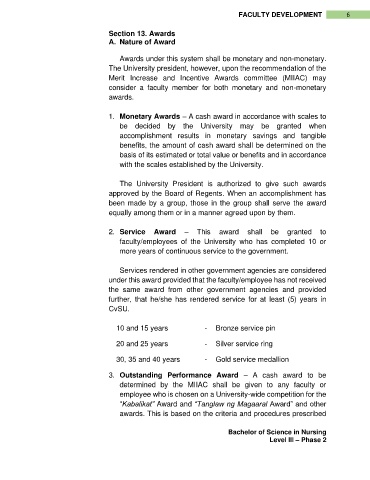 FACULTY DEVELOPMENT 6
Section 13. Awards
A. Nature of Award
Awards under this system shall be monetary and non-monetary.
The University president, however, upon the recommendation of the
Merit Increase and Incentive Awards committee (MIIAC) may
consider a faculty member for both monetary and non-monetary
awards.
1. Monetary Awards – A cash award in accordance with scales to
be decided by the University may be granted when
accomplishment results in monetary savings and tangible
benefits, the amount of cash award shall be determined on the
basis of its estimated or total value or benefits and in accordance
with the scales established by the University.
The University President is authorized to give such awards
approved by the Board of Regents. When an accomplishment has
been made by a group, those in the group shall serve the award
equally among them or in a manner agreed upon by them.
2. Service Award – This award shall be granted to
faculty/employees of the University who has completed 10 or
more years of continuous service to the government.
Services rendered in other government agencies are considered
under this award provided that the faculty/employee has not received
the same award from other government agencies and provided
further, that he/she has rendered service for at least (5) years in
CvSU.
10 and 15 years - Bronze service pin
20 and 25 years - Silver service ring
30, 35 and 40 years - Gold service medallion
3. Outstanding Performance Award – A cash award to be
determined by the MIIAC shall be given to any faculty or
employee who is chosen on a University-wide competition for the
"Kabalikat" Award and "Tanglaw ng Magaaral Award" and other
awards. This is based on the criteria and procedures prescribed
Bachelor of Science in Nursing
Level III – Phase 2